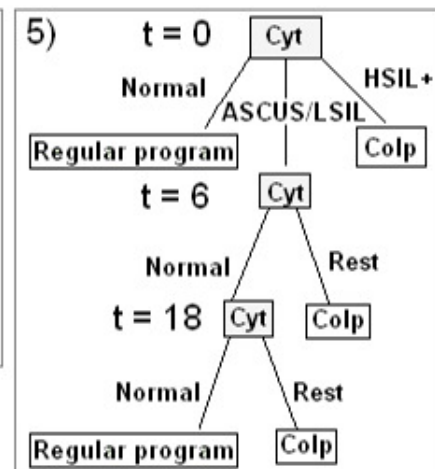 5) t = 0 Cyt
Normal HSIL+
ASCUS/LSIL
Regular program Colp
t = 6 Cyt
Normal Rest
t = 18 Cyt Colp
Normal Rest
Regular program Colp